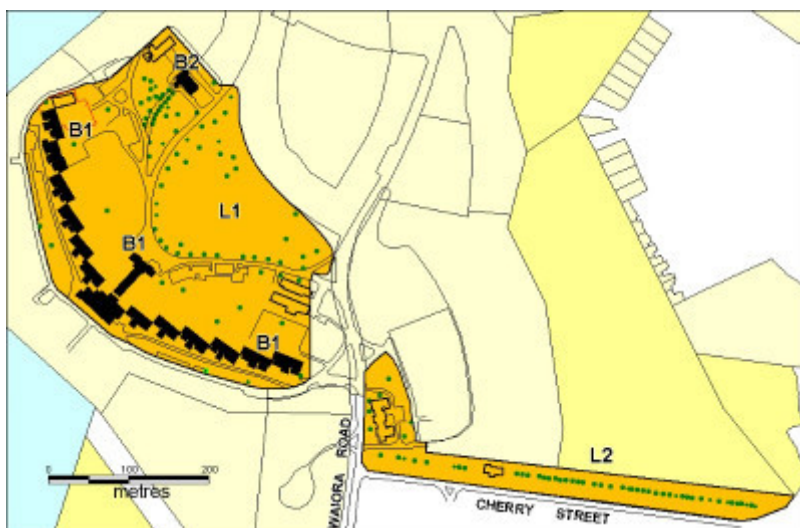 B2
B1
L1
B1
B1
L2
0 100 200
metres
WAIORA ROAD
CHERRY STREET